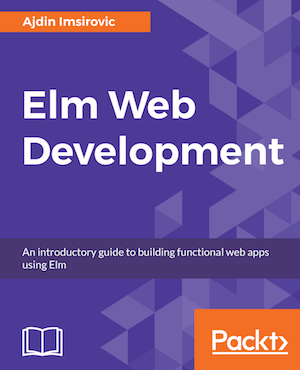 Ajdin Imsirovic
Elm Web
Development
An introductory guide to building functional web apps
using Elm
Packt>